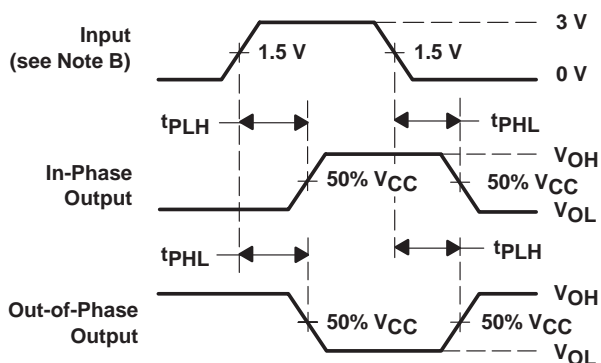 Input
(see Note B)
3 V
1.5 V
1.5 V
0 V
tPLH
tPHL
In-Phase
Output
VOH
50% VCC
50% VCC
VOL
tPHL
tPLH
Out-of-Phase
Output
VOH
50% VCC
50% VCC
VOL